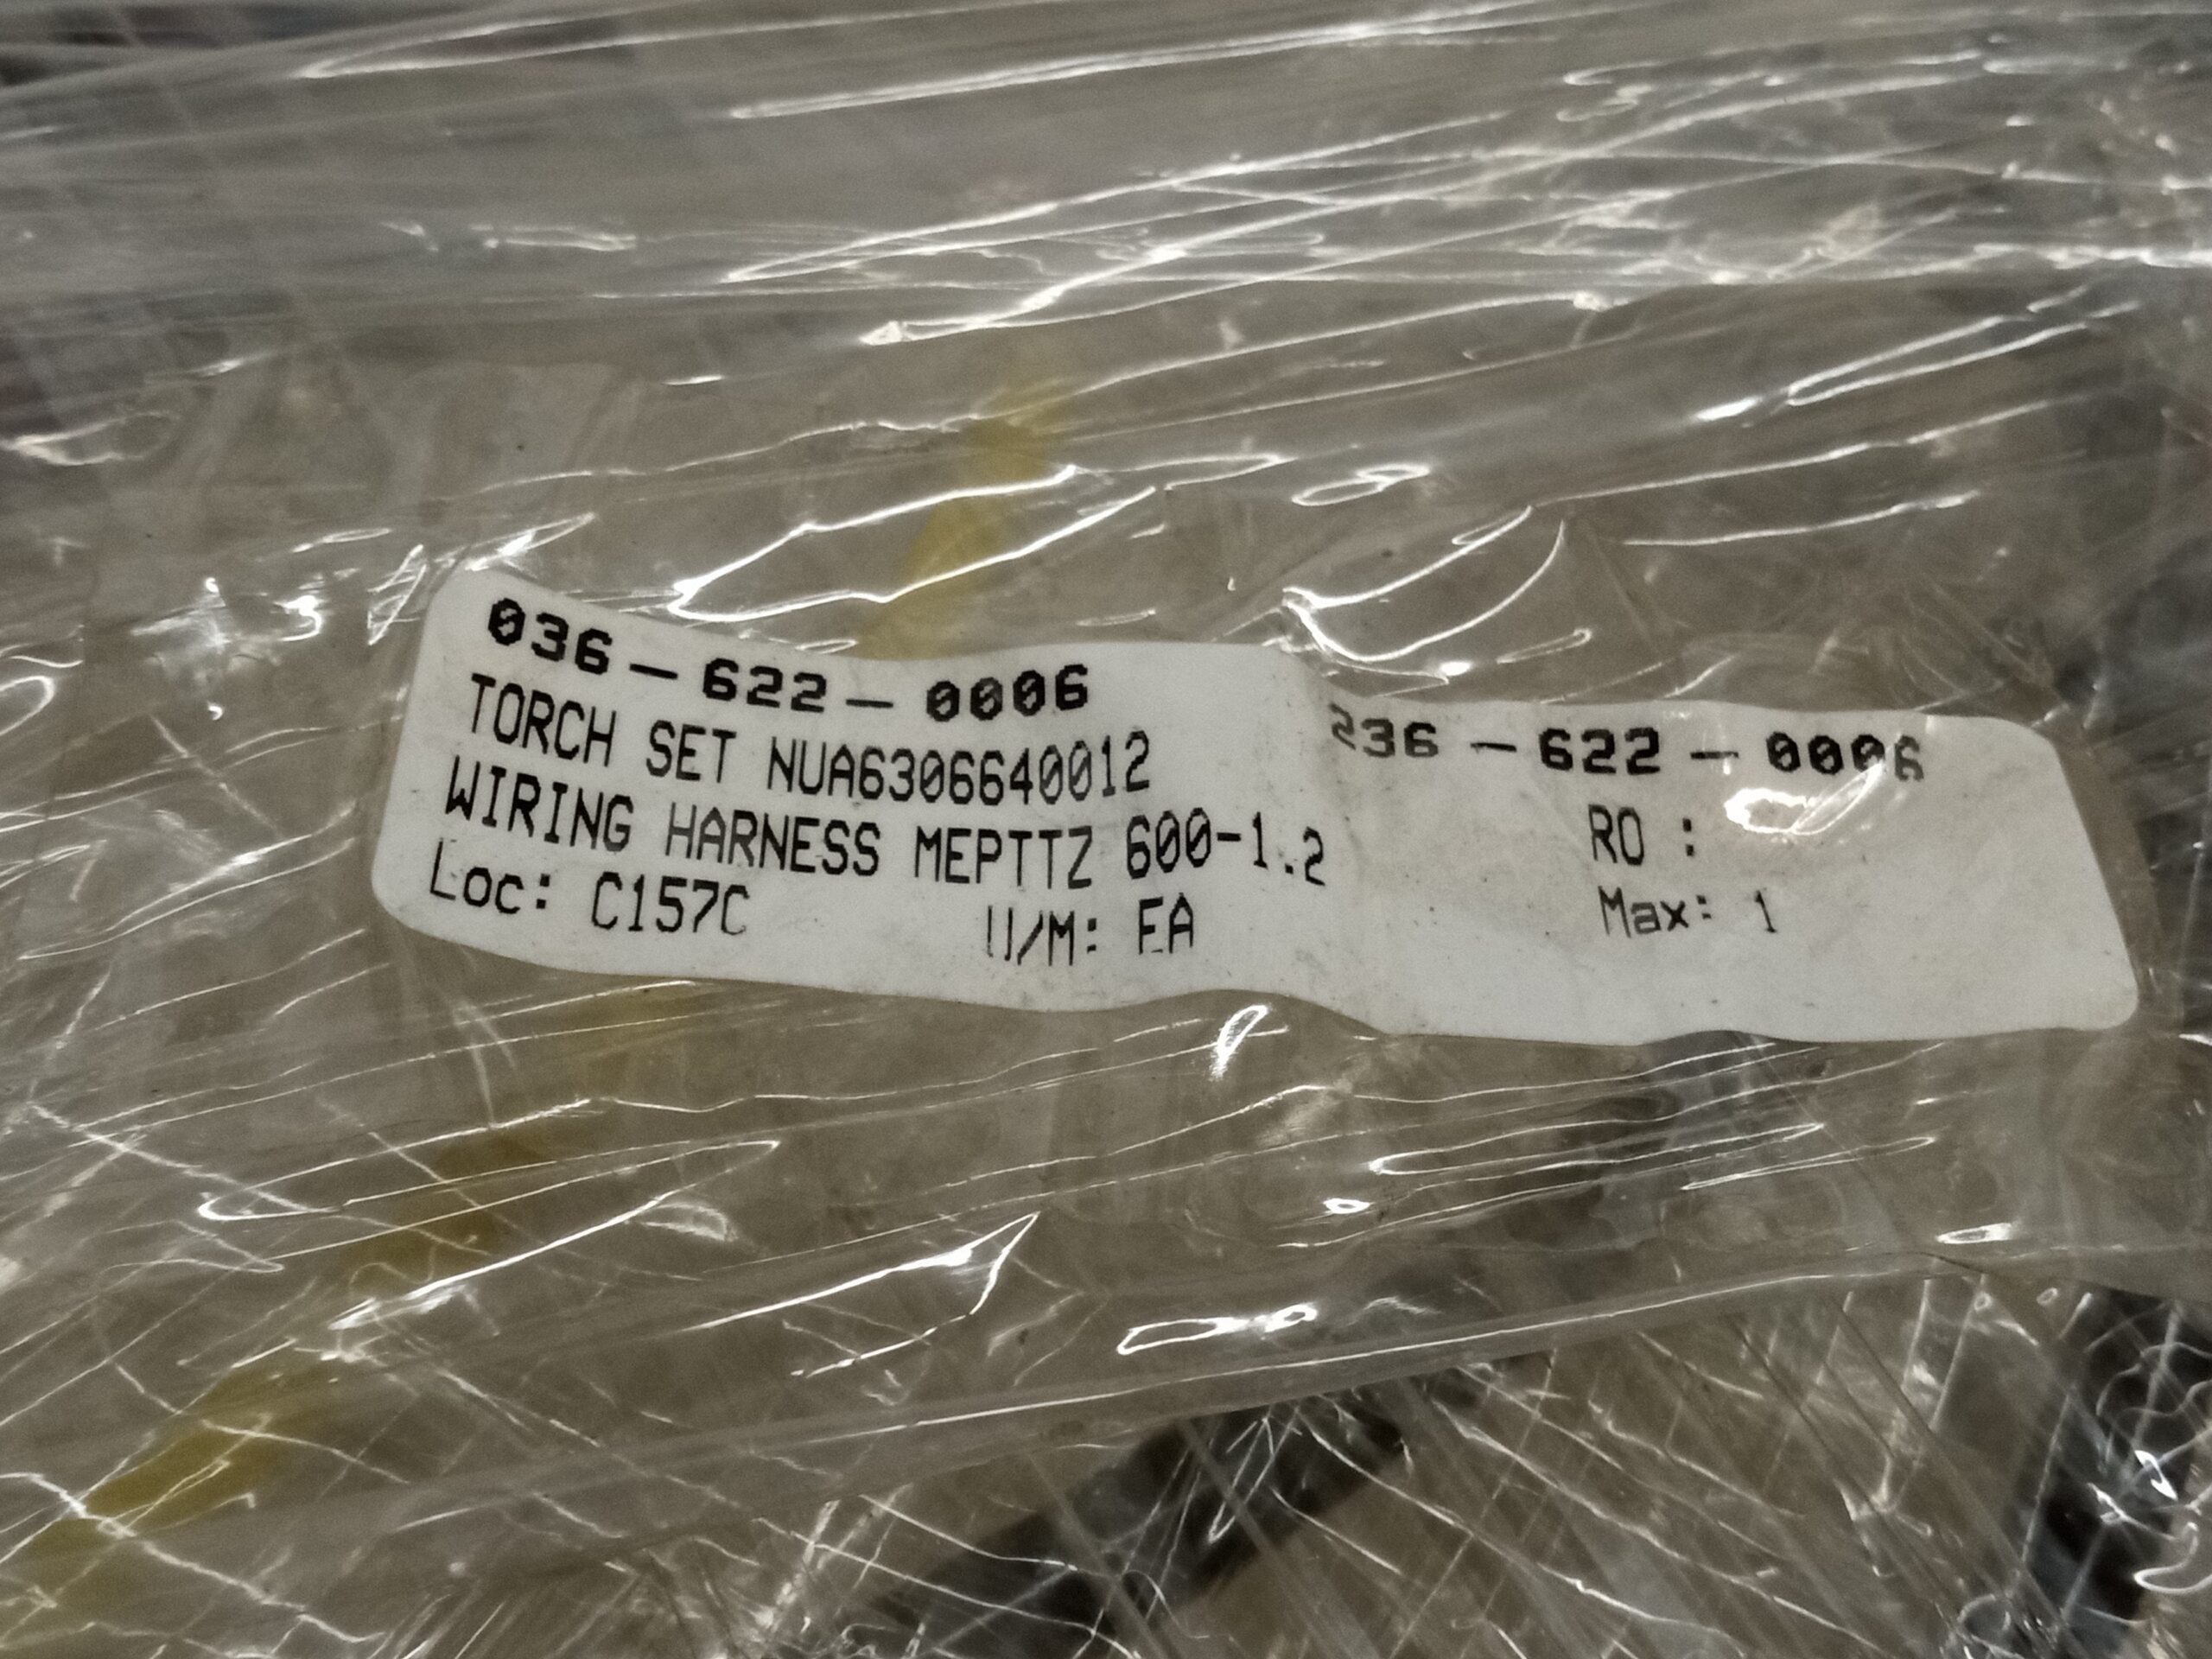 036-622-0006
TORCH SET NUA6306640012
WIRING HARNESS MEPTTZ 600-1.2
Loc: C157C U/M: EA
036-622-0006
RO :
Max: 1